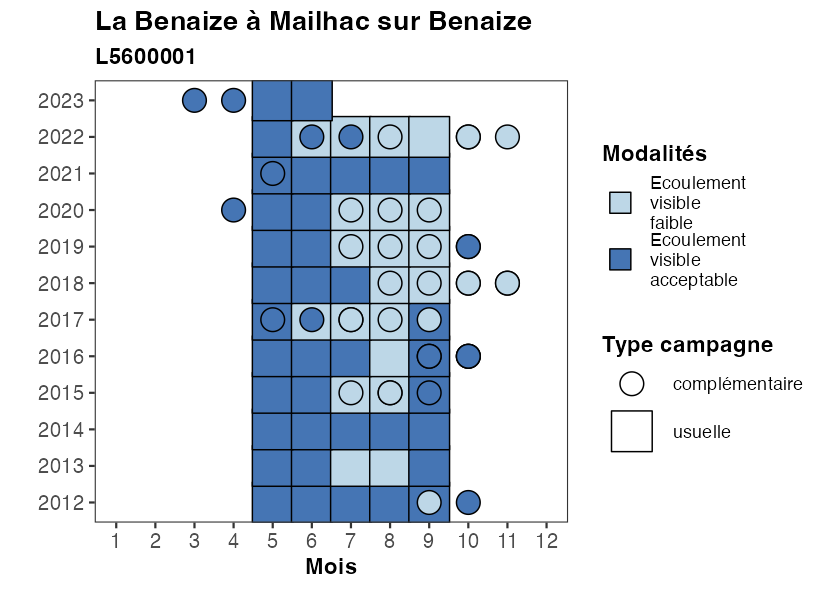 La Benaize à Mailhac sur Benaize
L5600001
2023
2022
2021
2020
2019
2018
2017
2016
2015
2014
2013
2012
1 2 3 4 5 6 7 8 9 10 11 12
Mois
Modalités
Ecoulement
visible
faible
Ecoulement
visible
acceptable
Type campagne
complémentaire
usuelle